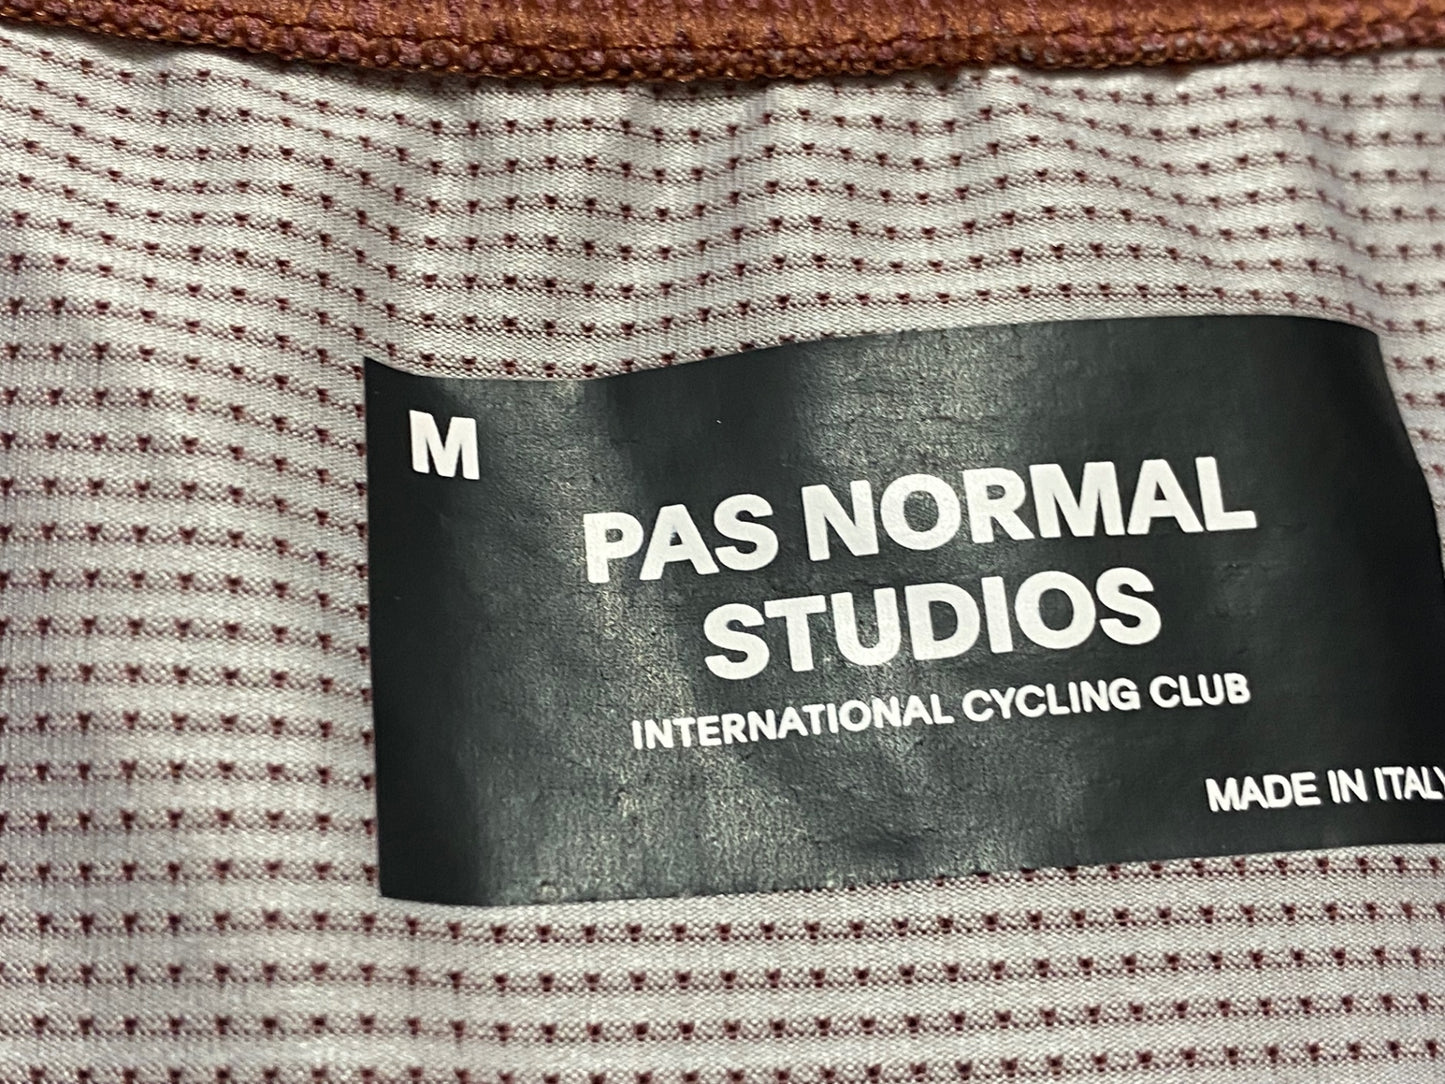 M
PAS NORMAL
STUDIOS
INTERNATIONAL CYCLING CLUB
MADE IN ITALY